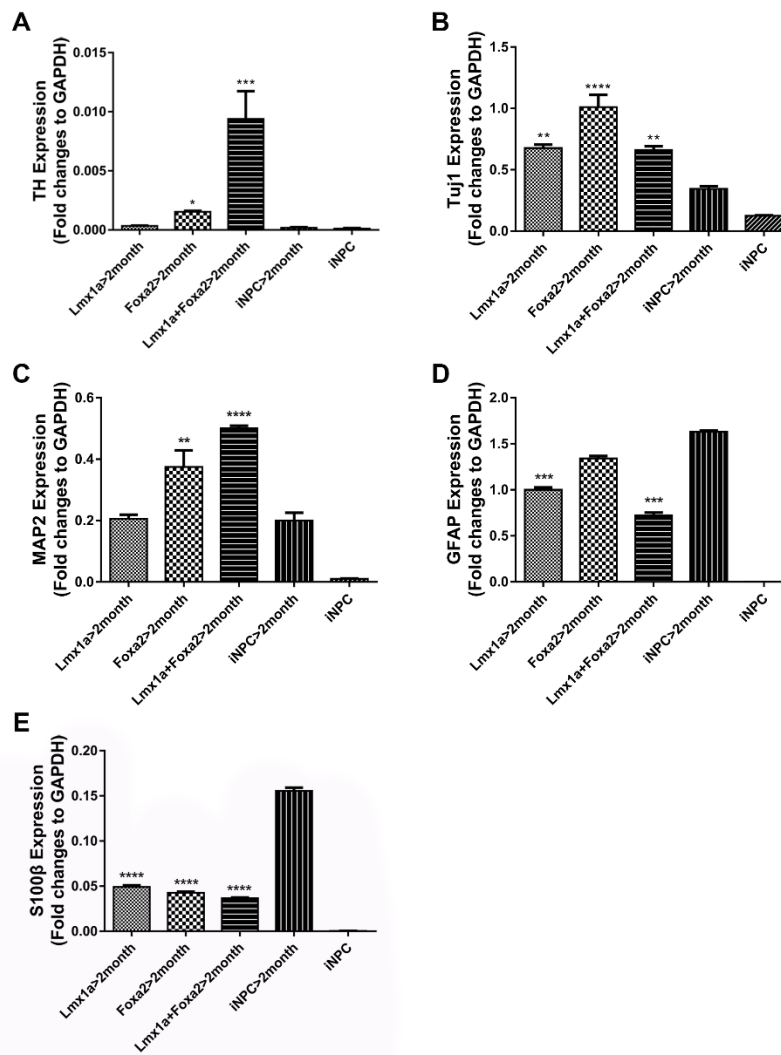 A
TH Expression
(Fold changes to GAPDH)
0.015
0.010
0.005
0.000
*
***
Lmx1a>2month
Foxa2>2month
Lmx1a+Foxa2>2month
iNPC>2month
iNPC
B
Tuj1 Expression
(Fold changes to GAPDH)
1.5
1.0
0.5
0.0
**
****
**
Lmx1a>2month
Foxa2>2month
Lmx1a+Foxa2>2month
iNPC>2month
iNPC
C
MAP2 Expression
(Fold changes to GAPDH)
0.6
0.4
0.2
0.0
**
****
Lmx1a>2month
Foxa2>2month
Lmx1a+Foxa2>2month
iNPC>2month
iNPC
D
GFAP Expression
(Fold changes to GAPDH)
2.0
1.5
1.0
0.5
0.0
***
***
Lmx1a>2month
Foxa2>2month
Lmx1a+Foxa2>2month
iNPC>2month
iNPC
E
S100β Expression
(Fold changes to GAPDH)
0.20
0.15
0.10
0.05
0.00
****
****
****
Lmx1a>2month
Foxa2>2month
Lmx1a+Foxa2>2month
iNPC>2month
iNPC